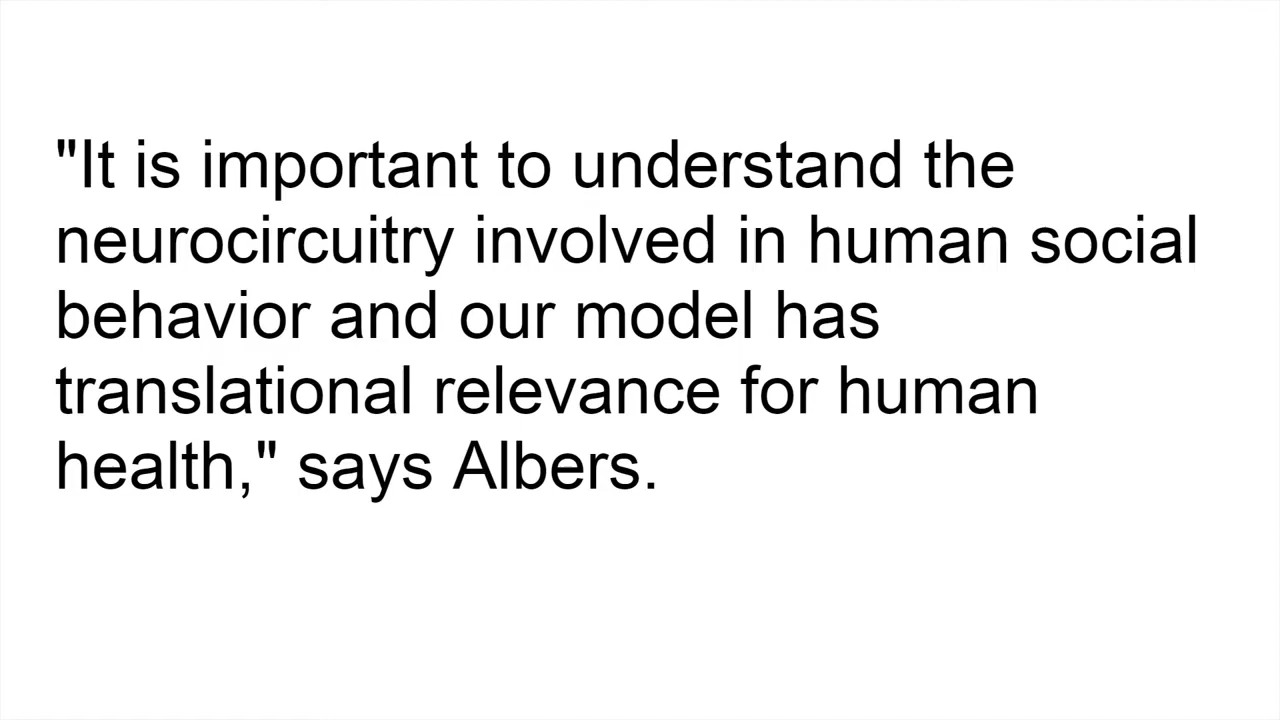 "It is important to understand the
neurocircuitry involved in human social
behavior and our model has
translational relevance for human
health," says Albers.